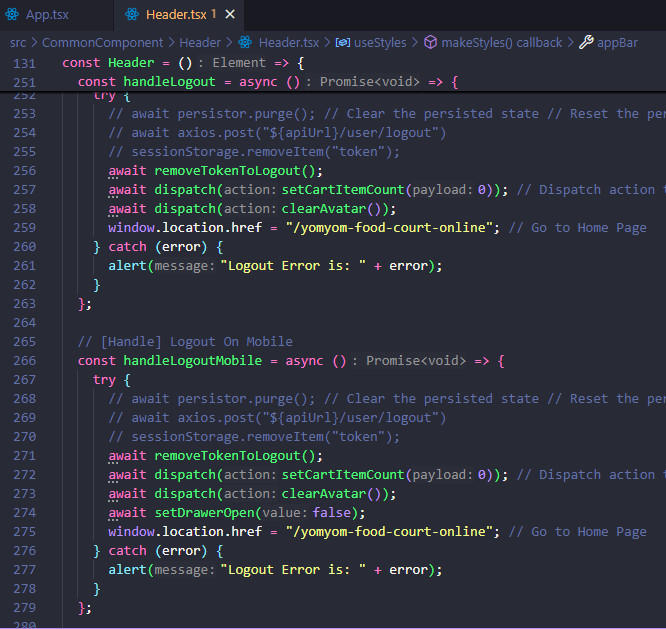 App.tsx Header.tsx 1 ×
src > CommonComponent > Header > Header.tsx > useStyles > makeStyles() callback > appBar
131 const Header = () : Element => {
251 const handleLogout = async () : Promise<void> => {
252 try {
253 // await persistor.purge(); // Clear the persisted state // Reset the per
254 // await axios.post("${apiUrl}/user/logout")
255 // sessionStorage.removeItem("token");
256 await removeTokenToLogout();
257 await dispatch(action: setCartItemCount(payload: 0)); // Dispatch action t
258 await dispatch(action: clearAvatar());
259 window.location.href = "/yomyom-food-court-online"; // Go to Home Page
260 } catch (error) {
261 alert(message: "Logout Error is: " + error);
262 }
263 };
264
265 // [Handle] Logout On Mobile
266 const handleLogoutMobile = async () : Promise<void> => {
267 try {
268 // await persistor.purge(); // Clear the persisted state // Reset the per
269 // await axios.post("${apiUrl}/user/logout")
270 // sessionStorage.removeItem("token");
271 await removeTokenToLogout();
272 await dispatch(action: setCartItemCount(payload: 0)); // Dispatch action t
273 await dispatch(action: clearAvatar());
274 await setDrawerOpen(value: false);
275 window.location.href = "/yomyom-food-court-online"; // Go to Home Page
276 } catch (error) {
277 alert(message: "Logout Error is: " + error);
278 }
279 };
280